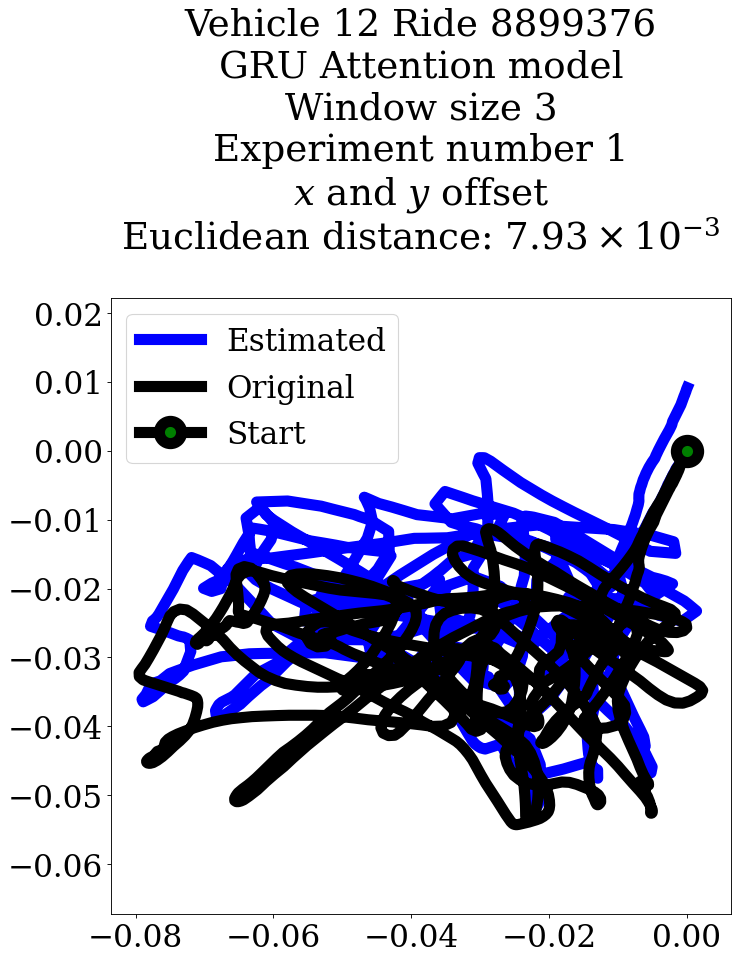 Vehicle 12 Ride 8899376
GRU Attention model
Window size 3
Experiment number 1
x and y offset
Euclidean distance: 7.93 × 10⁻³
Estimated
Original
Start
0.02
0.01
0.00
−0.01
−0.02
−0.03
−0.04
−0.05
−0.06
−0.08 −0.06 −0.04 −0.02 0.00